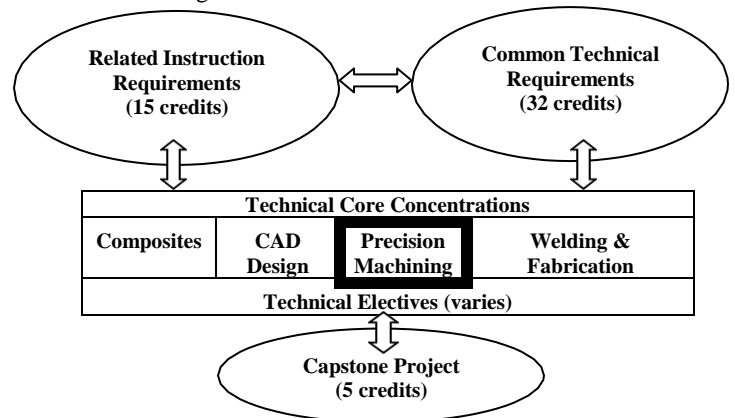 Related Instruction
Requirements
(15 credits)
Common Technical
Requirements
(32 credits)
Technical Core Concentrations
Composites
CAD
Design
Precision
Machining
Welding &
Fabrication
Technical Electives (varies)
Capstone Project
(5 credits)